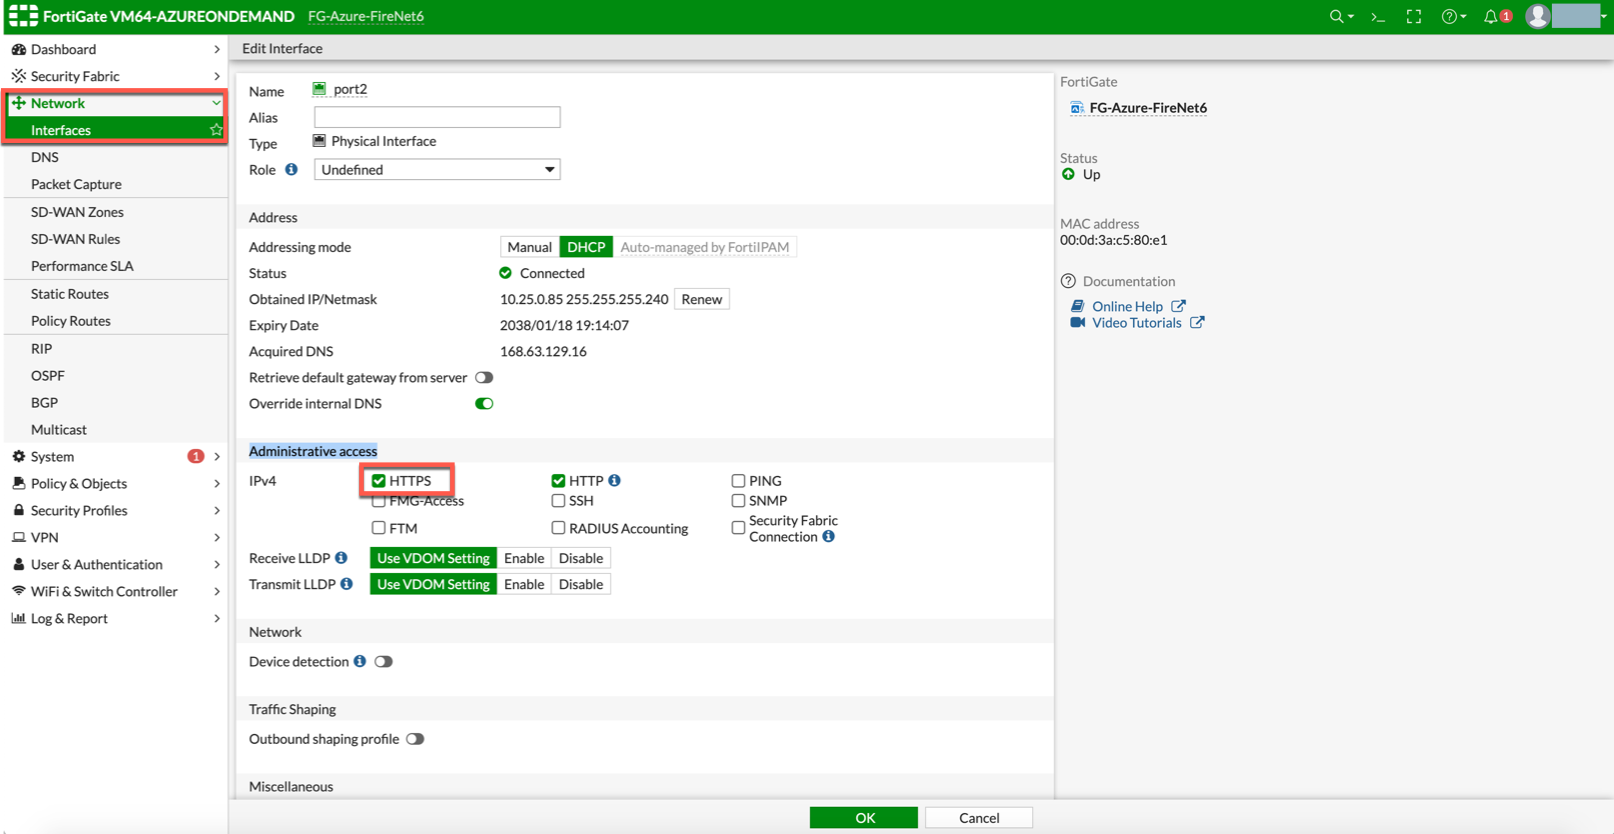 FortiGate VM64-AZUREONDEMAND FG-Azure-FireNet6 1
Dashboard
Security Fabric
Network
Interfaces
DNS
Packet Capture
SD-WAN Zones
SD-WAN Rules
Performance SLA
Static Routes
Policy Routes
RIP
OSPF
BGP
Multicast
System 1
Policy & Objects
Security Profiles
VPN
User & Authentication
WiFi & Switch Controller
Log & Report
Edit Interface
Name port2
Alias
Type Physical Interface
Role Undefined
Address
Addressing mode Manual DHCP Auto-managed by FortiIPAM
Status Connected
Obtained IP/Netmask 10.25.0.85 255.255.255.240 Renew
Expiry Date 2038/01/18 19:14:07
Acquired DNS 168.63.129.16
Retrieve default gateway from server
Override internal DNS
Administrative access
IPv4 HTTPS HTTP PING
FMG-Access SSH SNMP
FTM RADIUS Accounting Security Fabric
Connection
Receive LLDP Use VDOM Setting Enable Disable
Transmit LLDP Use VDOM Setting Enable Disable
Network
Device detection
Traffic Shaping
Outbound shaping profile
Miscellaneous
OK Cancel
FortiGate
FG-Azure-FireNet6
Status
Up
MAC address
00:0d:3a:c5:80:e1
Documentation
Online Help
Video Tutorials